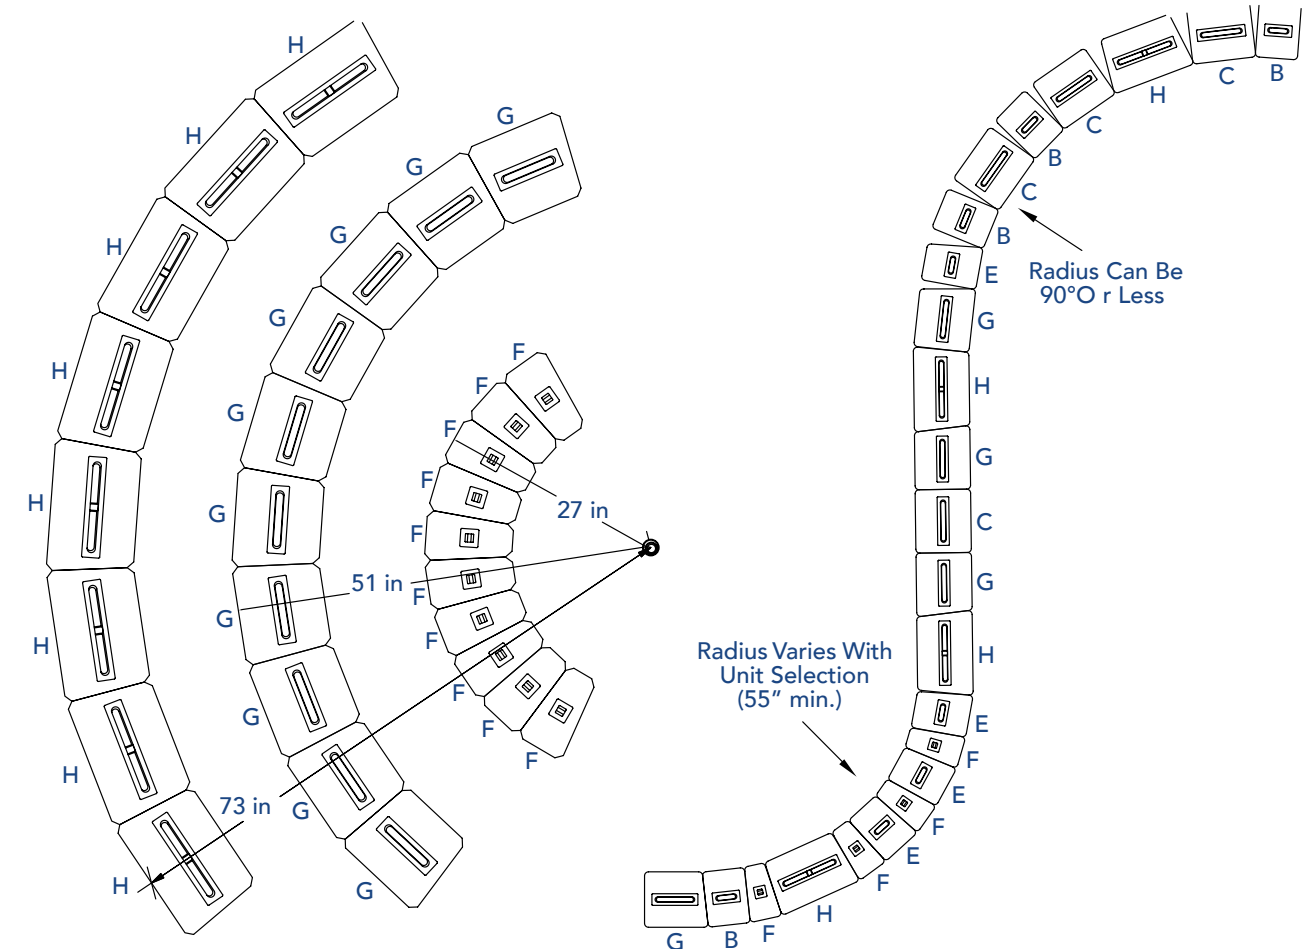 H
H
H
H
H
H
H
H
G
G
G
G
G
G
G
G
G
G
F
F
F
F
F
F
F
F
F
F
27 in
51 in
73 in
B
C
H
C
B
C
B
E
G
H
G
C
G
H
E
F
E
F
E
F
H
F
B
G
Radius Can Be
90°O r Less
Radius Varies With
Unit Selection
(55” min.)